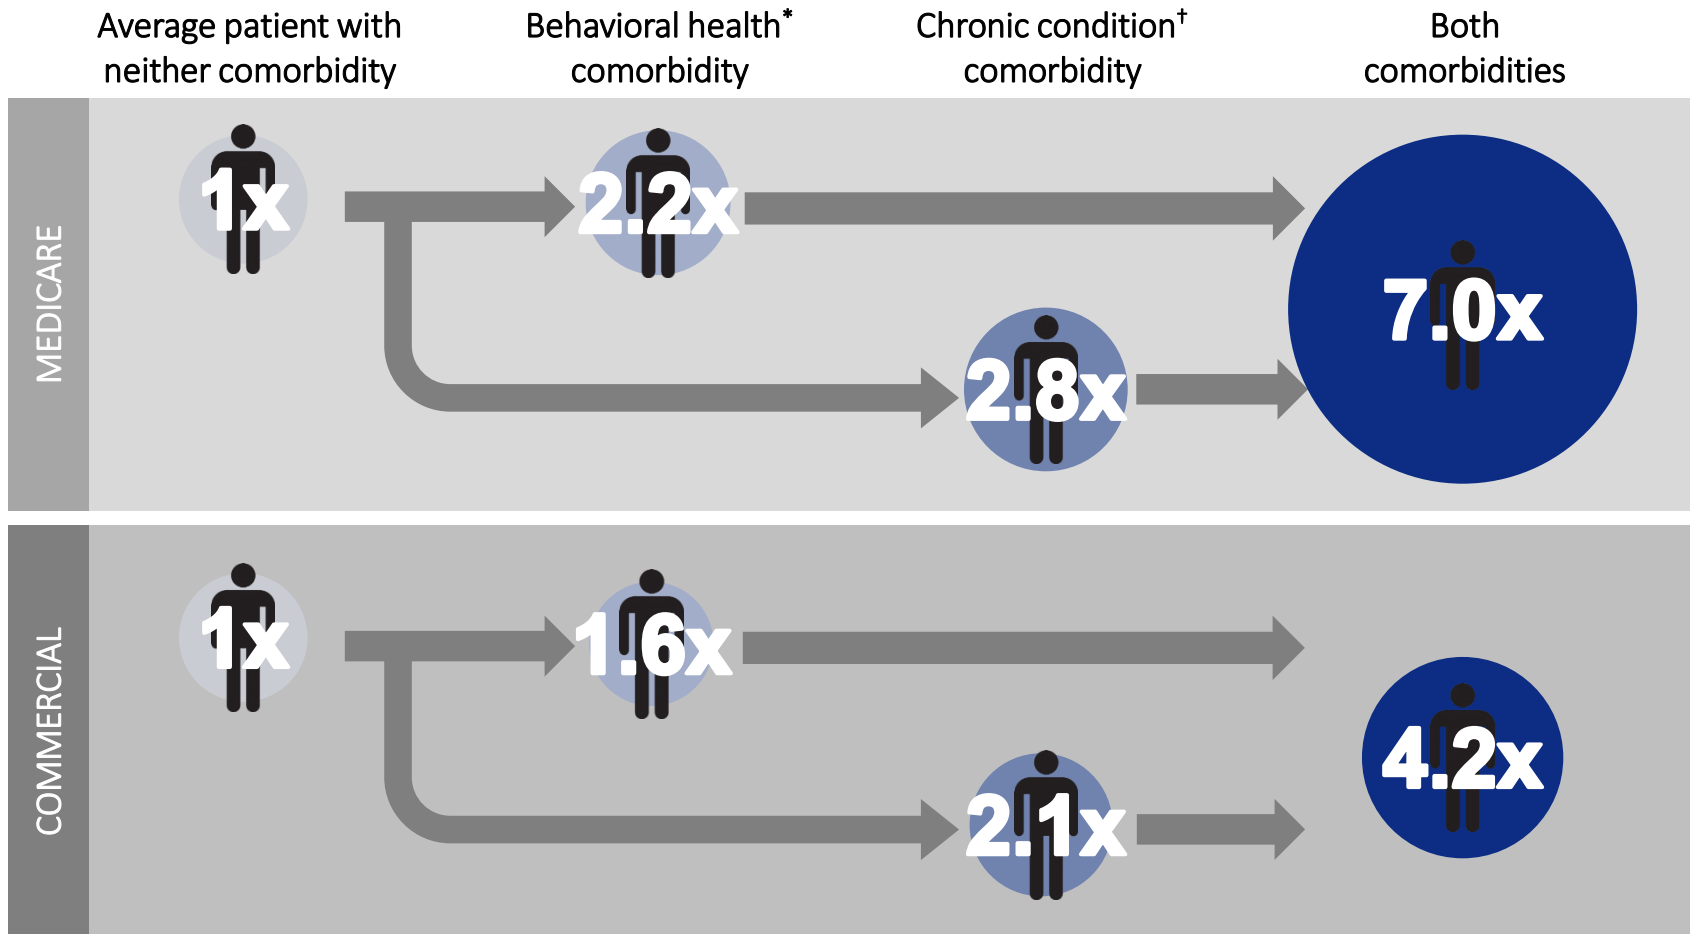 Average patient with
neither comorbidity
Behavioral health*
comorbidity
Chronic condition†
comorbidity
Both
comorbidities
MEDICARE
1x
2.2x
2.8x
7.0x
COMMERCIAL
1x
1.6x
2.1x
4.2x